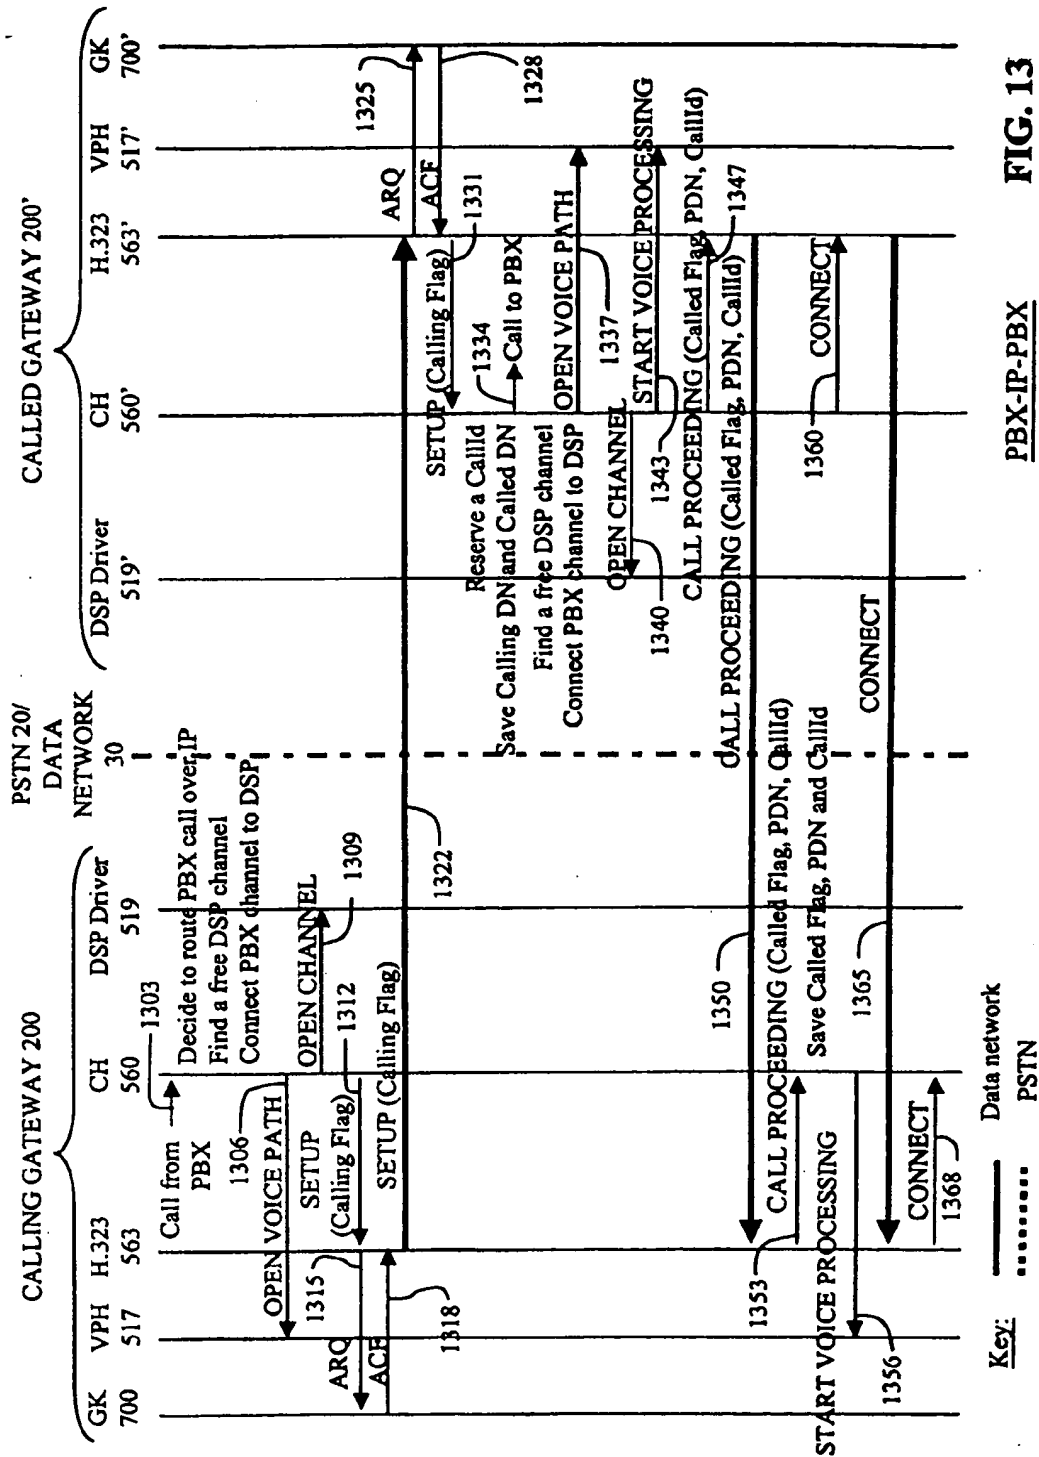 CALLING GATEWAY 200
PSTN 20/
DATA
NETWORK
CALLED GATEWAY 200'
GK
VPH
H.323
CH
DSP Driver
DSP Driver
CH
H.323
VPH
GK
700
517
563
560
519
30
519'
560'
563'
517'
700'
1303
Call from
PBX
Decide to route PBX call over IP
Find a free DSP channel
Connect PBX channel to DSP
1306
OPEN VOICE PATH
OPEN CHANNEL
1309
SETUP
(Calling Flag)
1312
1315
ARQ
ACF
1318
SETUP (Calling Flag)
1322
ARQ
1325
ACF
1328
SETUP (Calling Flag)
1331
Reserve a CallId
Save Calling DN and Called DN
Find a free DSP channel
Connect PBX channel to DSP
1334
Call to PBX
OPEN VOICE PATH
1337
OPEN CHANNEL
1340
START VOICE PROCESSING
1343
CALL PROCEEDING (Called Flag, PDN, CallId)
1347
CALL PROCEEDING (Called Flag, PDN, CallId)
1350
CALL PROCEEDING (Called Flag, PDN, CallId)
1353
Save Called Flag, PDN and CallId
START VOICE PROCESSING
1356
CONNECT
1360
CONNECT
1365
CONNECT
1368
Key:
Data network
PSTN
PBX-IP-PBX
FIG. 13